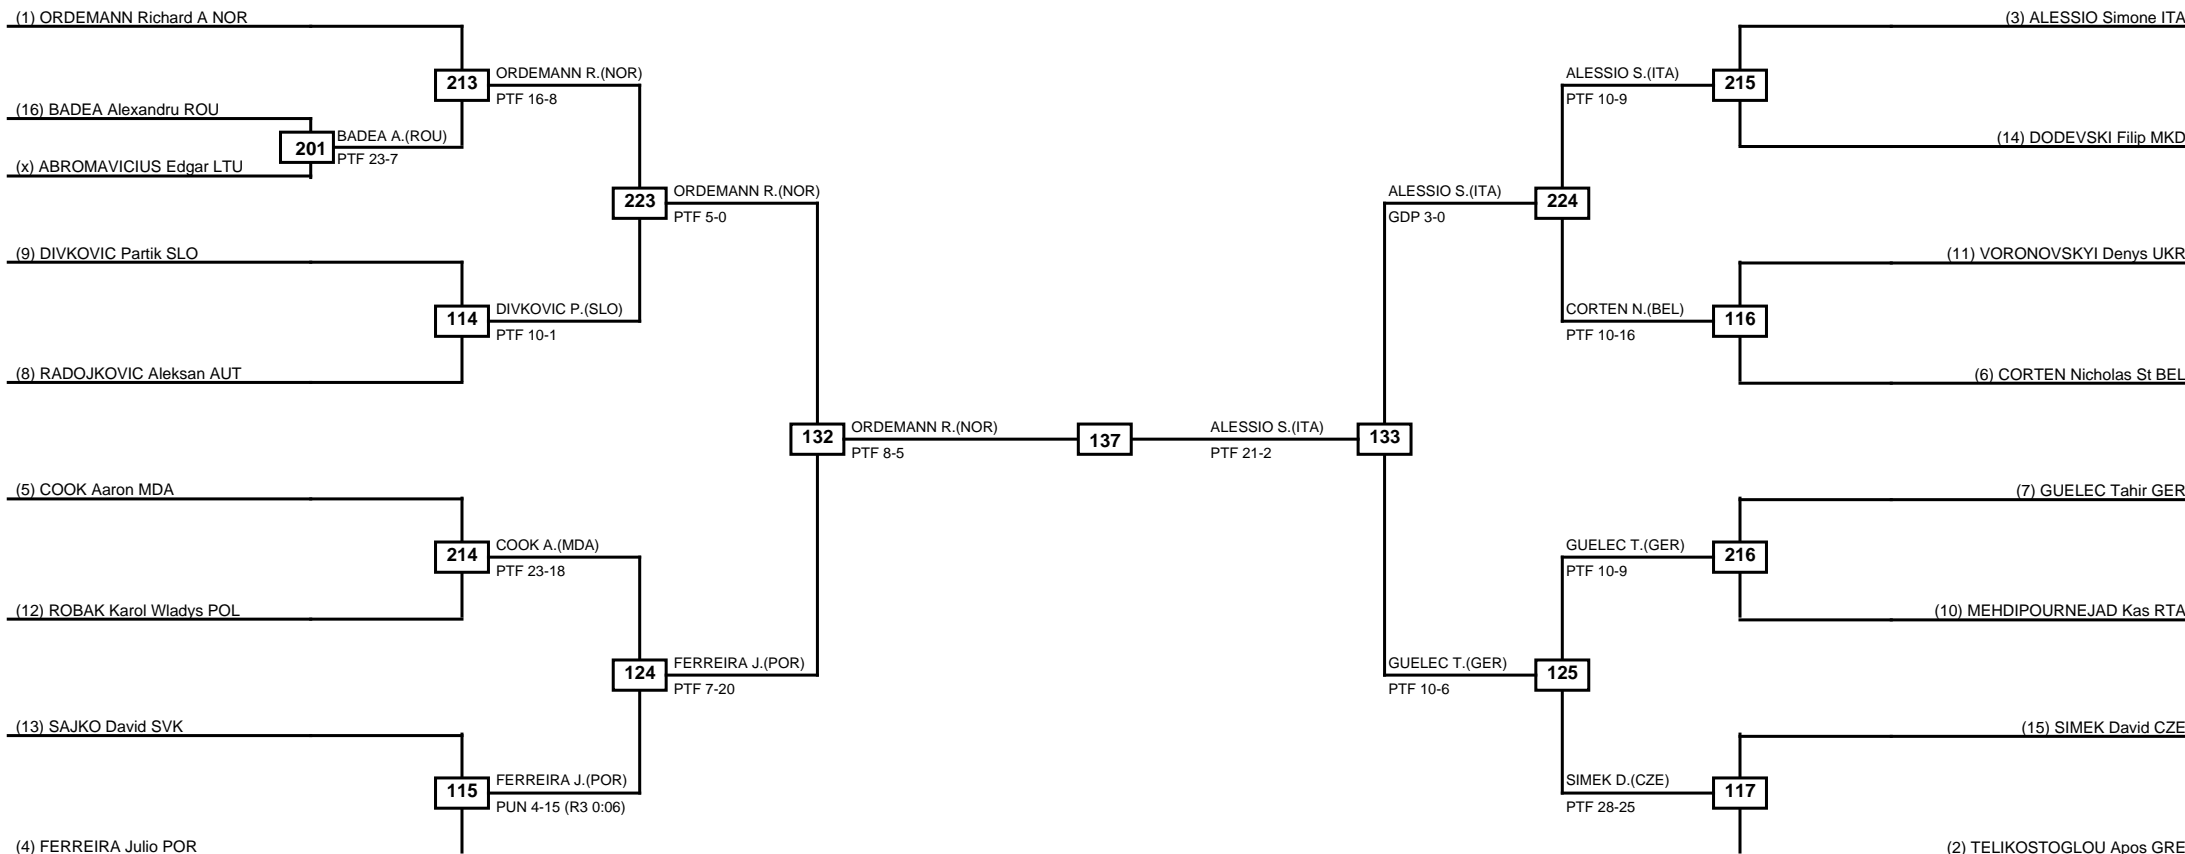 (1) ORDEMANN Richard A NOR
(3) ALESSIO Simone ITA
213
ORDEMANN R.(NOR)
PTF 16-8
ALESSIO S.(ITA)
PTF 10-9
215
(16) BADEA Alexandru ROU
201
BADEA A.(ROU)
PTF 23-7
(x) ABROMAVICIUS Edgar LTU
(14) DODEVSKI Filip MKD
223
ORDEMANN R.(NOR)
PTF 5-0
ALESSIO S.(ITA)
GDP 3-0
224
(9) DIVKOVIC Partik SLO
(11) VORONOVSKYI Denys UKR
114
DIVKOVIC P.(SLO)
PTF 10-1
CORTEN N.(BEL)
PTF 10-16
116
(8) RADOJKOVIC Aleksan AUT
(6) CORTEN Nicholas St BEL
132
ORDEMANN R.(NOR)
PTF 8-5
137
ALESSIO S.(ITA)
PTF 21-2
133
(5) COOK Aaron MDA
(7) GUELEC Tahir GER
214
COOK A.(MDA)
PTF 23-18
GUELEC T.(GER)
PTF 10-9
216
(12) ROBAK Karol Wladys POL
(10) MEHDIPOURNEJAD Kas RTA
124
FERREIRA J.(POR)
PTF 7-20
GUELEC T.(GER)
PTF 10-6
125
(13) SAJKO David SVK
(15) SIMEK David CZE
115
FERREIRA J.(POR)
PUN 4-15 (R3 0:06)
SIMEK D.(CZE)
PTF 28-25
117
(4) FERREIRA Julio POR
(2) TELIKOSTOGLOU Apos GRE